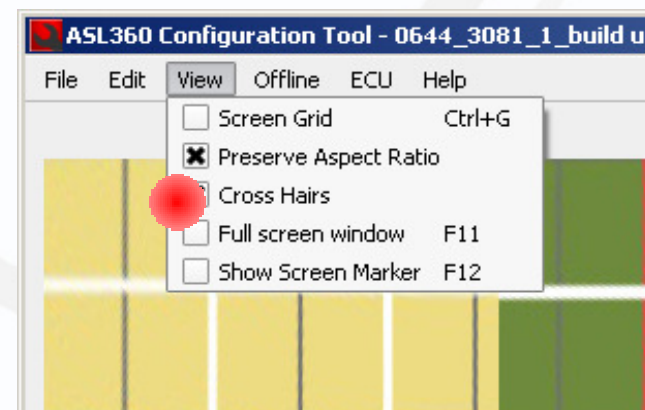 ASL360 Configuration Tool - 0644_3081_1_build u
File Edit View Offline ECU Help
Screen Grid Ctrl+G
Preserve Aspect Ratio
Cross Hairs
Full screen window F11
Show Screen Marker F12